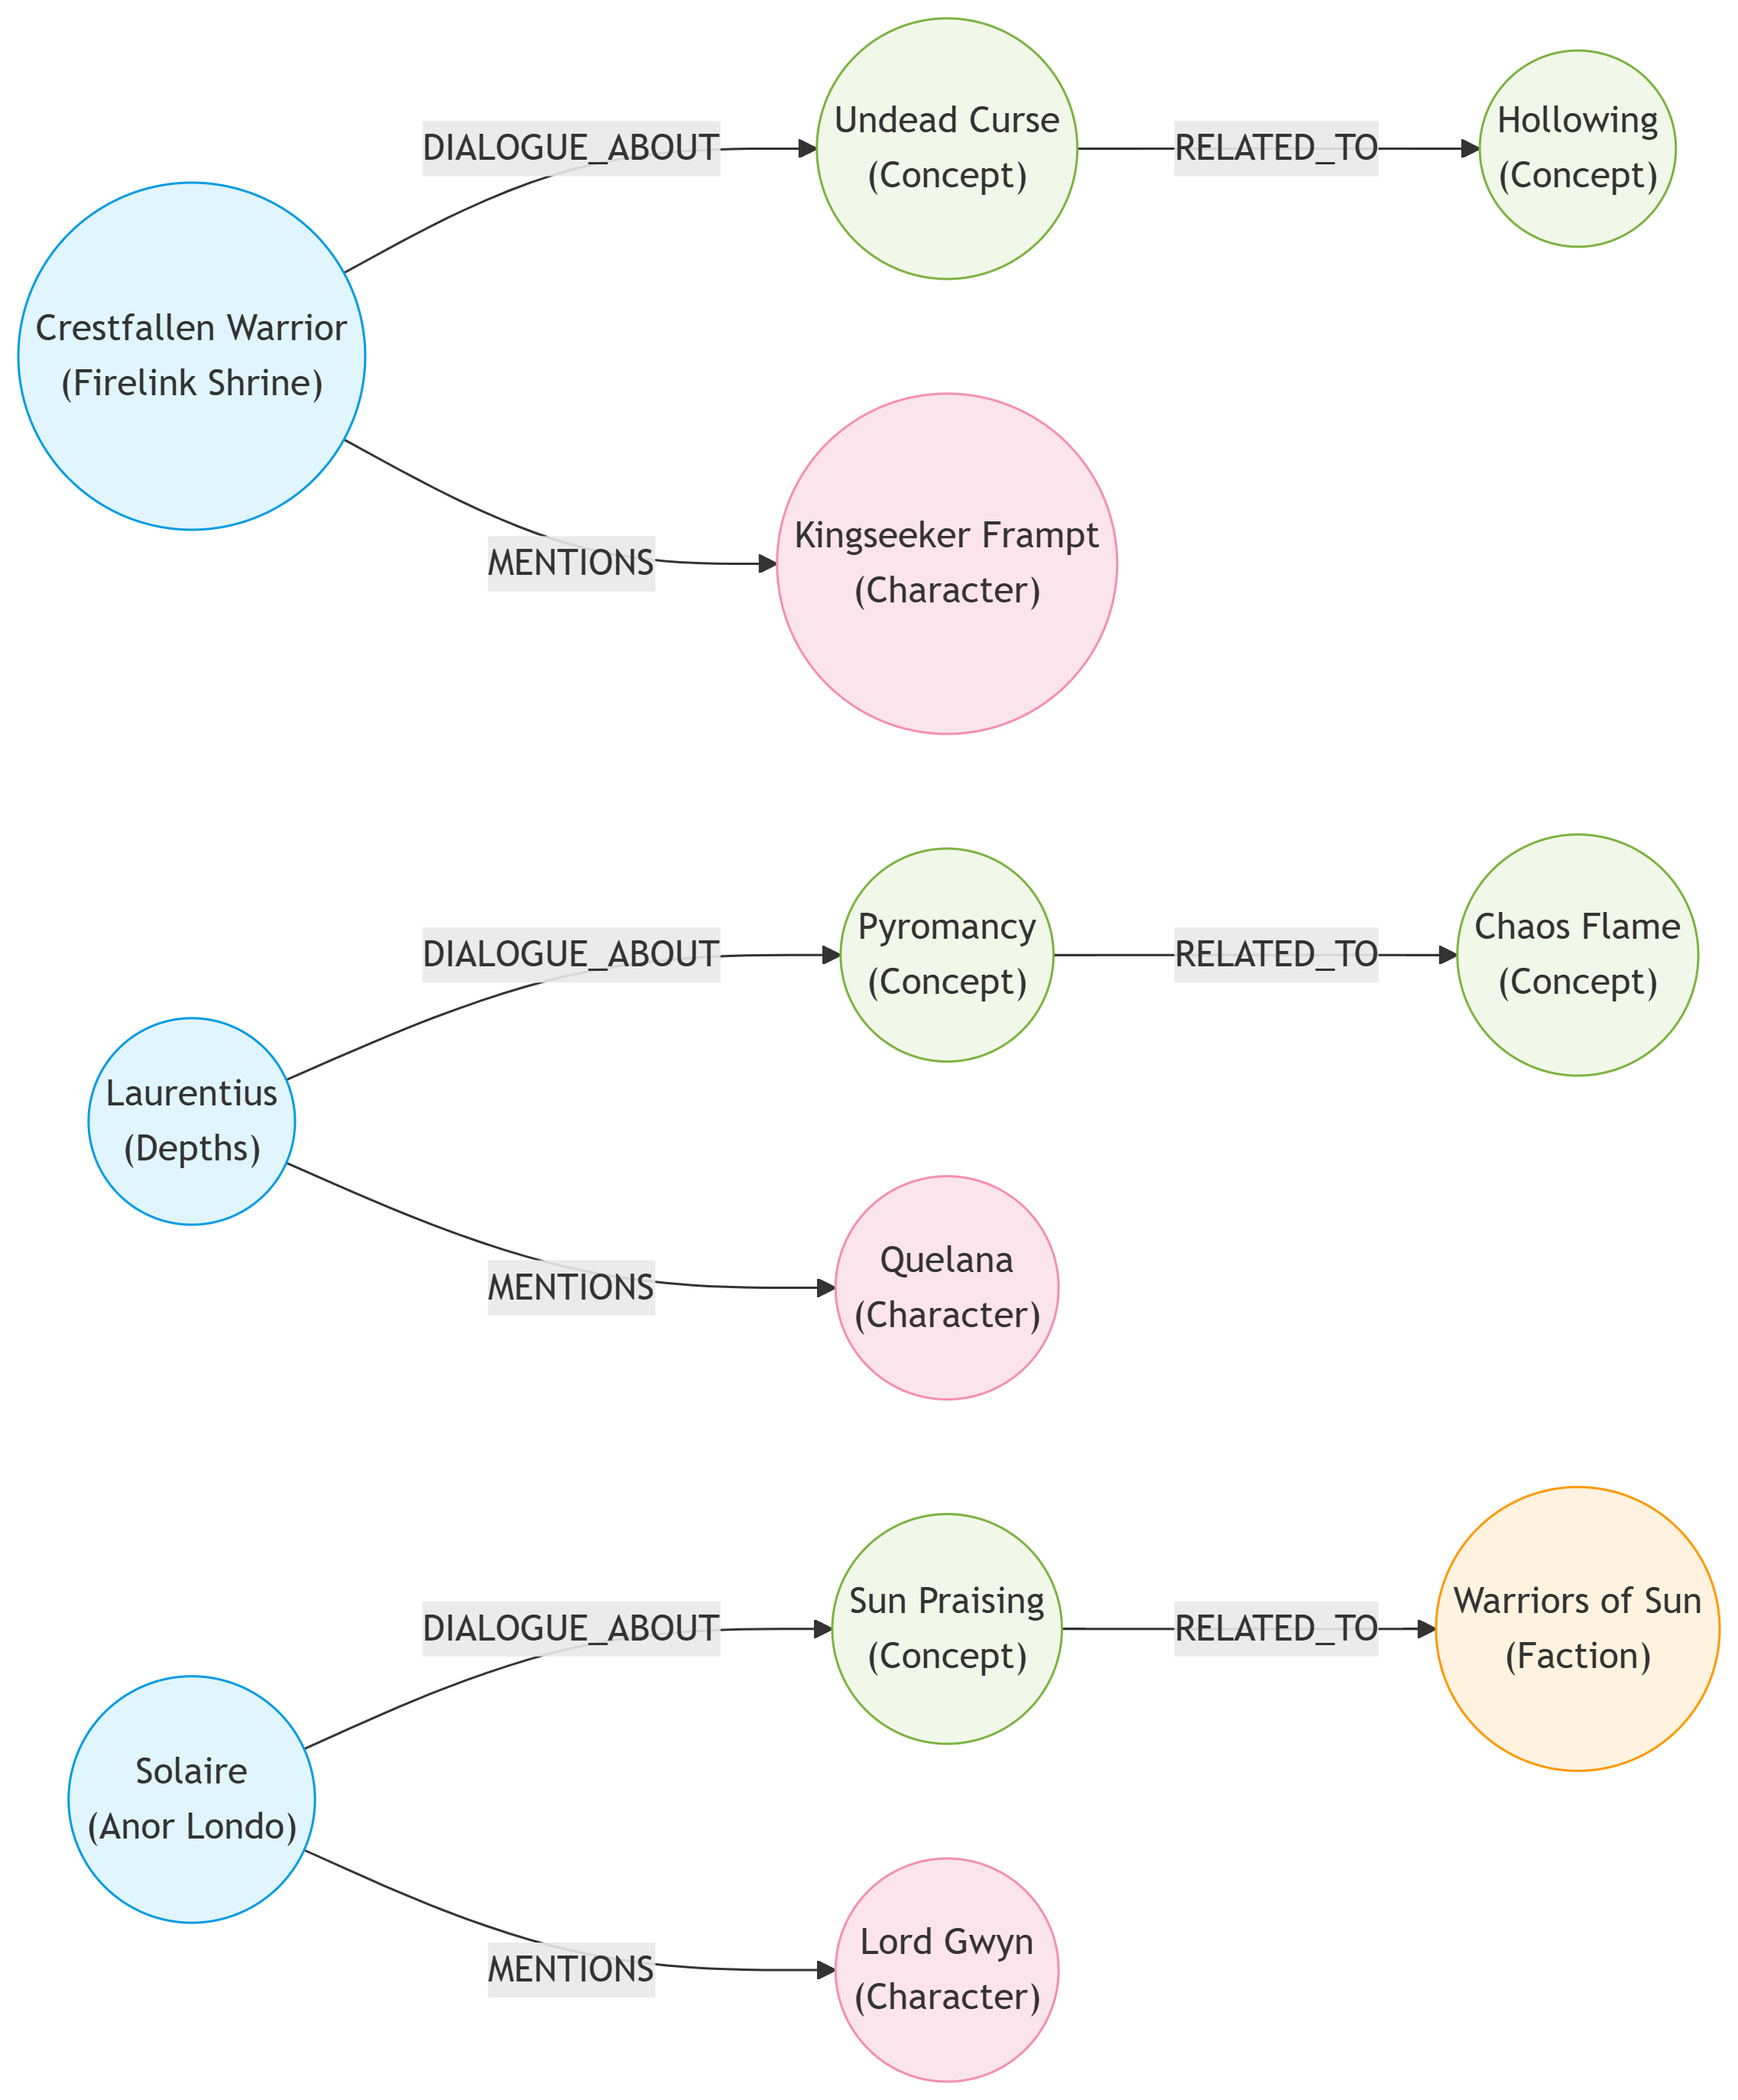 Crestfallen Warrior
(Firelink Shrine)
DIALOGUE_ABOUT
Undead Curse
(Concept)
RELATED_TO
Hollowing
(Concept)
MENTIONS
Kingseeker Frampt
(Character)
Laurentius
(Depths)
DIALOGUE_ABOUT
Pyromancy
(Concept)
RELATED_TO
Chaos Flame
(Concept)
MENTIONS
Quelana
(Character)
Solaire
(Anor Londo)
DIALOGUE_ABOUT
Sun Praising
(Concept)
RELATED_TO
Warriors of Sun
(Faction)
MENTIONS
Lord Gwyn
(Character)